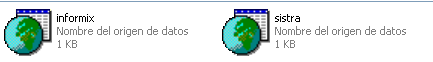 informix
Nombre del origen de datos
1 KB
sistra
Nombre del origen de datos
1 KB